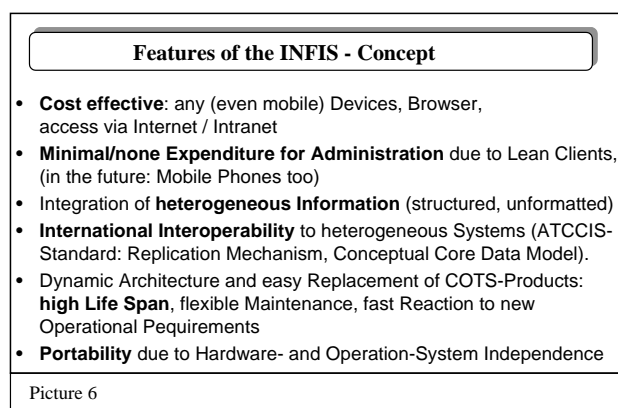 Features of the INFIS - Concept
• Cost effective: any (even mobile) Devices, Browser,
access via Internet / Intranet
• Minimal/none Expenditure for Administration due to Lean Clients,
(in the future: Mobile Phones too)
• Integration of heterogeneous Information (structured, unformatted)
• International Interoperability to heterogeneous Systems (ATCCIS-
Standard: Replication Mechanism, Conceptual Core Data Model).
• Dynamic Architecture and easy Replacement of COTS-Products:
high Life Span, flexible Maintenance, fast Reaction to new
Operational Pequirements
• Portability due to Hardware- and Operation-System Independence
Picture 6